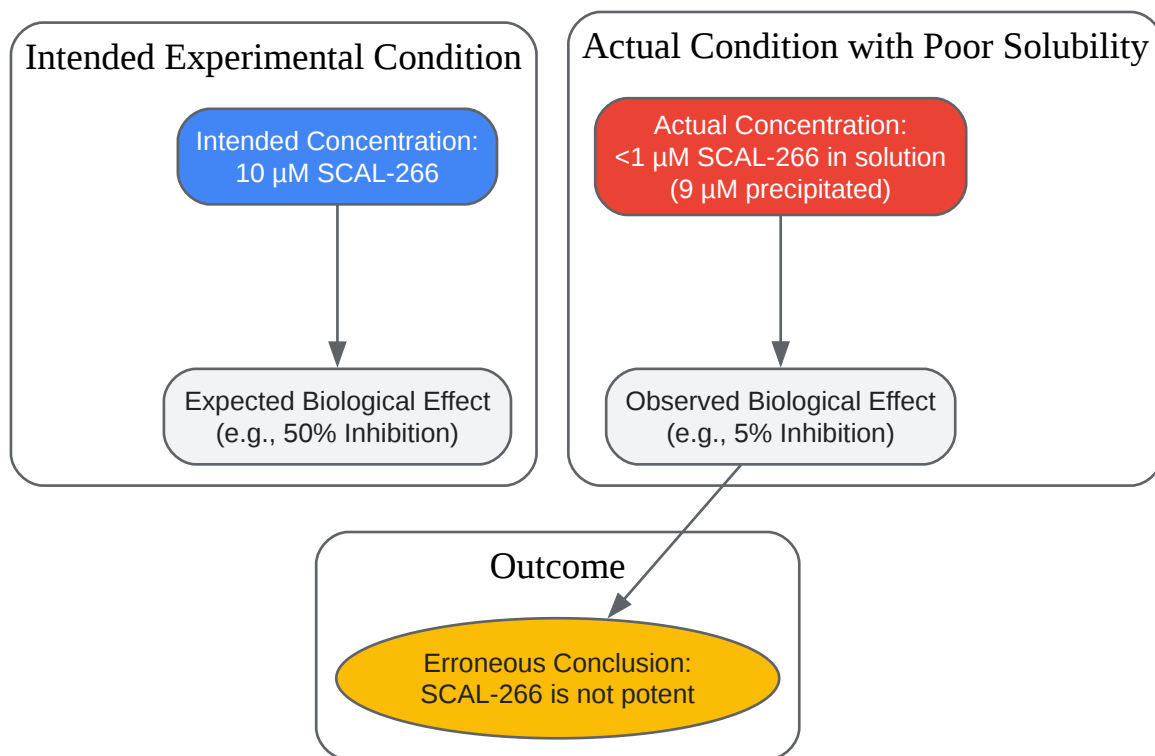 Intended Experimental Condition
Intended Concentration:
10 µM SCAL-266
Expected Biological Effect
(e.g., 50% Inhibition)
Actual Condition with Poor Solubility
Actual Concentration:
<1 µM SCAL-266 in solution
(9 µM precipitated)
Observed Biological Effect
(e.g., 5% Inhibition)
Outcome
Erroneous Conclusion:
SCAL-266 is not potent